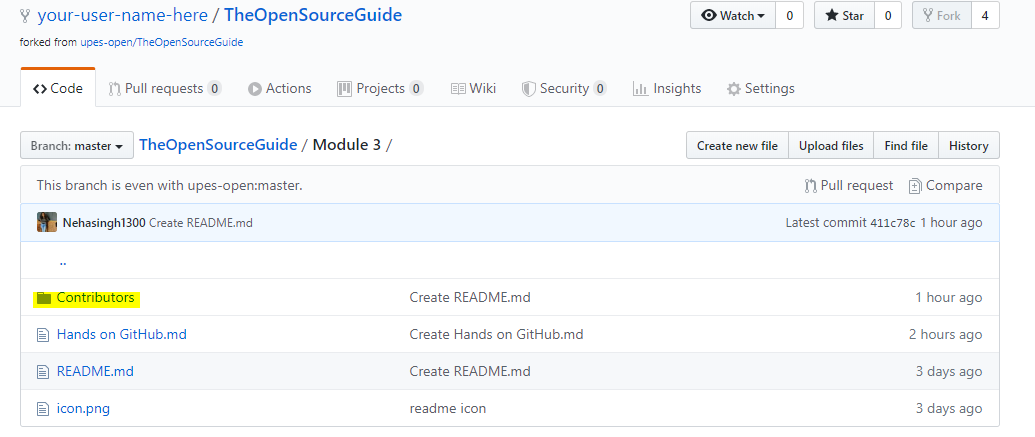 your-user-name-here / TheOpenSourceGuide Watch 0 Star 0 Fork 4
forked from upes-open/TheOpenSourceGuide
Code Pull requests 0 Actions Projects 0 Wiki Security 0 Insights Settings
Branch: master TheOpenSourceGuide / Module 3 / Create new file Upload files Find file History
This branch is even with upes-open:master. Pull request Compare
Nehasingh1300 Create README.md Latest commit 411c78c 1 hour ago
..
Contributors Create README.md 1 hour ago
Hands on GitHub.md Create Hands on GitHub.md 2 hours ago
README.md Create README.md 3 days ago
icon.png readme icon 3 days ago